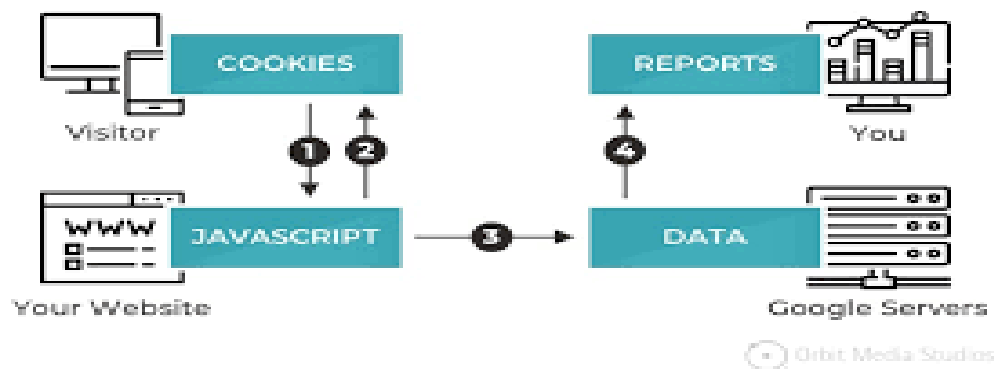 COOKIES
REPORTS
Visitor
You
1
2
4
WWW
JAVASCRIPT
3
DATA
Your Website
Google Servers
Orbit Media Studios